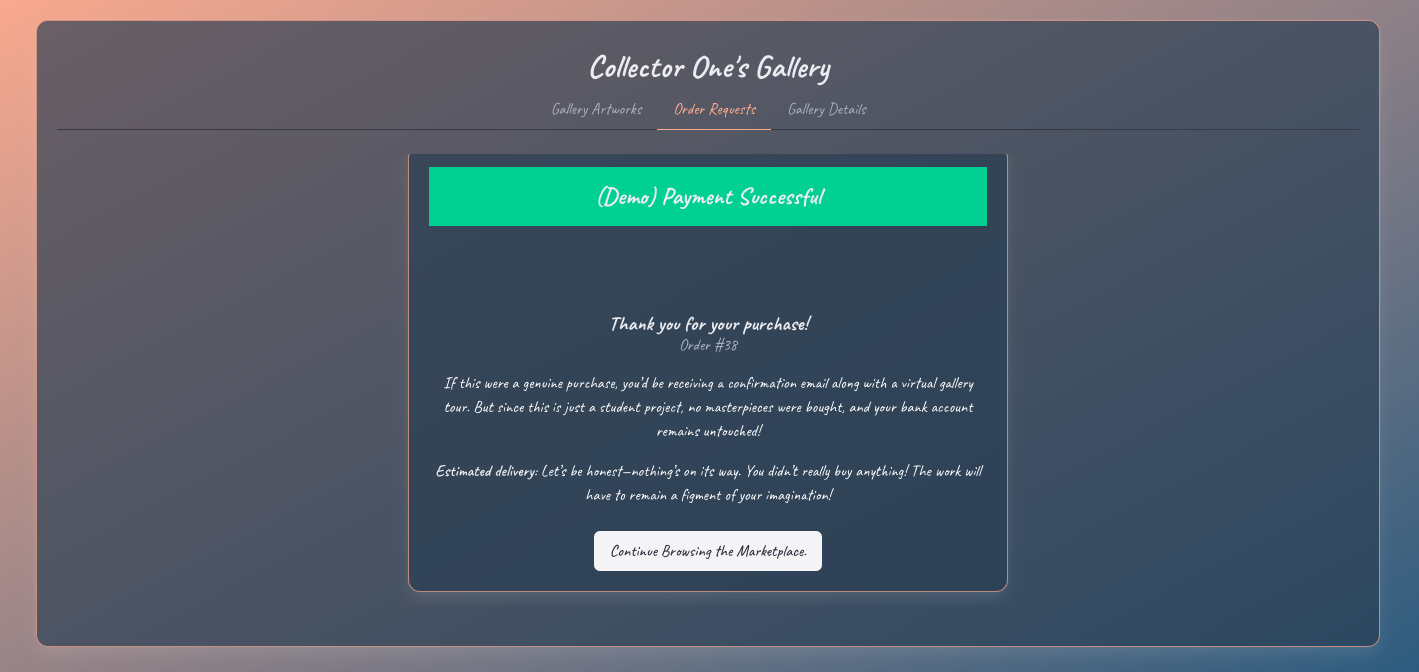 Collector One's Gallery
Gallery Artworks Order Requests Gallery Details
(Demo) Payment Successful
Thank you for your purchase!
Order #38
If this were a genuine purchase, you'd be receiving a confirmation email along with a virtual gallery
tour. But since this is just a student project, no masterpieces were bought, and your bank account
remains untouched!
Estimated delivery: Let's be honest—nothing's on its way. You didn't really buy anything! The work will
have to remain a figment of your imagination!
Continue Browsing the Marketplace.